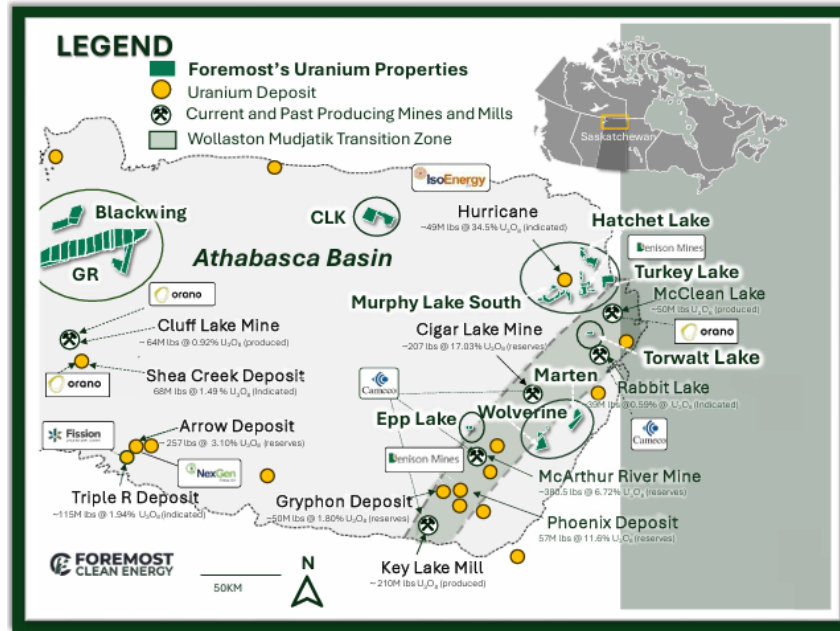 LEGEND
Foremost's Uranium Properties
Uranium Deposit
Current and Past Producing Mines and Mills
Wollaston Mudjatik Transition Zone
Saskatchewan
IsoEnergy
Blackwing
GR
CLK
Hurricane
~49M lbs @ 34.5% U₃O₈ (indicated)
Hatchet Lake
Denison Mines
Athabasca Basin
Turkey Lake
Murphy Lake South
McClean Lake
~50M lbs U₃O₈ (produced)
orano
Cluff Lake Mine
~ 64M lb @ 0.92% U₃O₈ (produced)
Cigar Lake Mine
~207 lbs @ 17.03% U₃O₈ (reserves)
orano
Torwalt Lake
Shea Creek Deposit
68M lbs @ 1.49 % U₃O₈ (Indicated)
orano
Marten
Rabbit Lake
~39M lbs @0.59% @ U₃O₈ (Indicated)
Cameco
Cameco
Epp Lake
Wolverine
Fission
Arrow Deposit
~ 257 lbs @ 3.10% U₃O₈ (reserves)
NexGen
Denison Mines
McArthur River Mine
~380.5 lbs @ 6.72% U₃O₈ (reserves)
Triple R Deposit
~115M lbs @ 1.94% U₃O₈ (indicated)
Gryphon Deposit
~50M lbs @ 1.80% U₃O₈ (reserves)
Phoenix Deposit
57M lbs @ 11.6% U₃O₈ (reserves)
Key Lake Mill
~ 210M lbs U₃O₈ (produced)
FOREMOST
CLEAN ENERGY
50KM
N